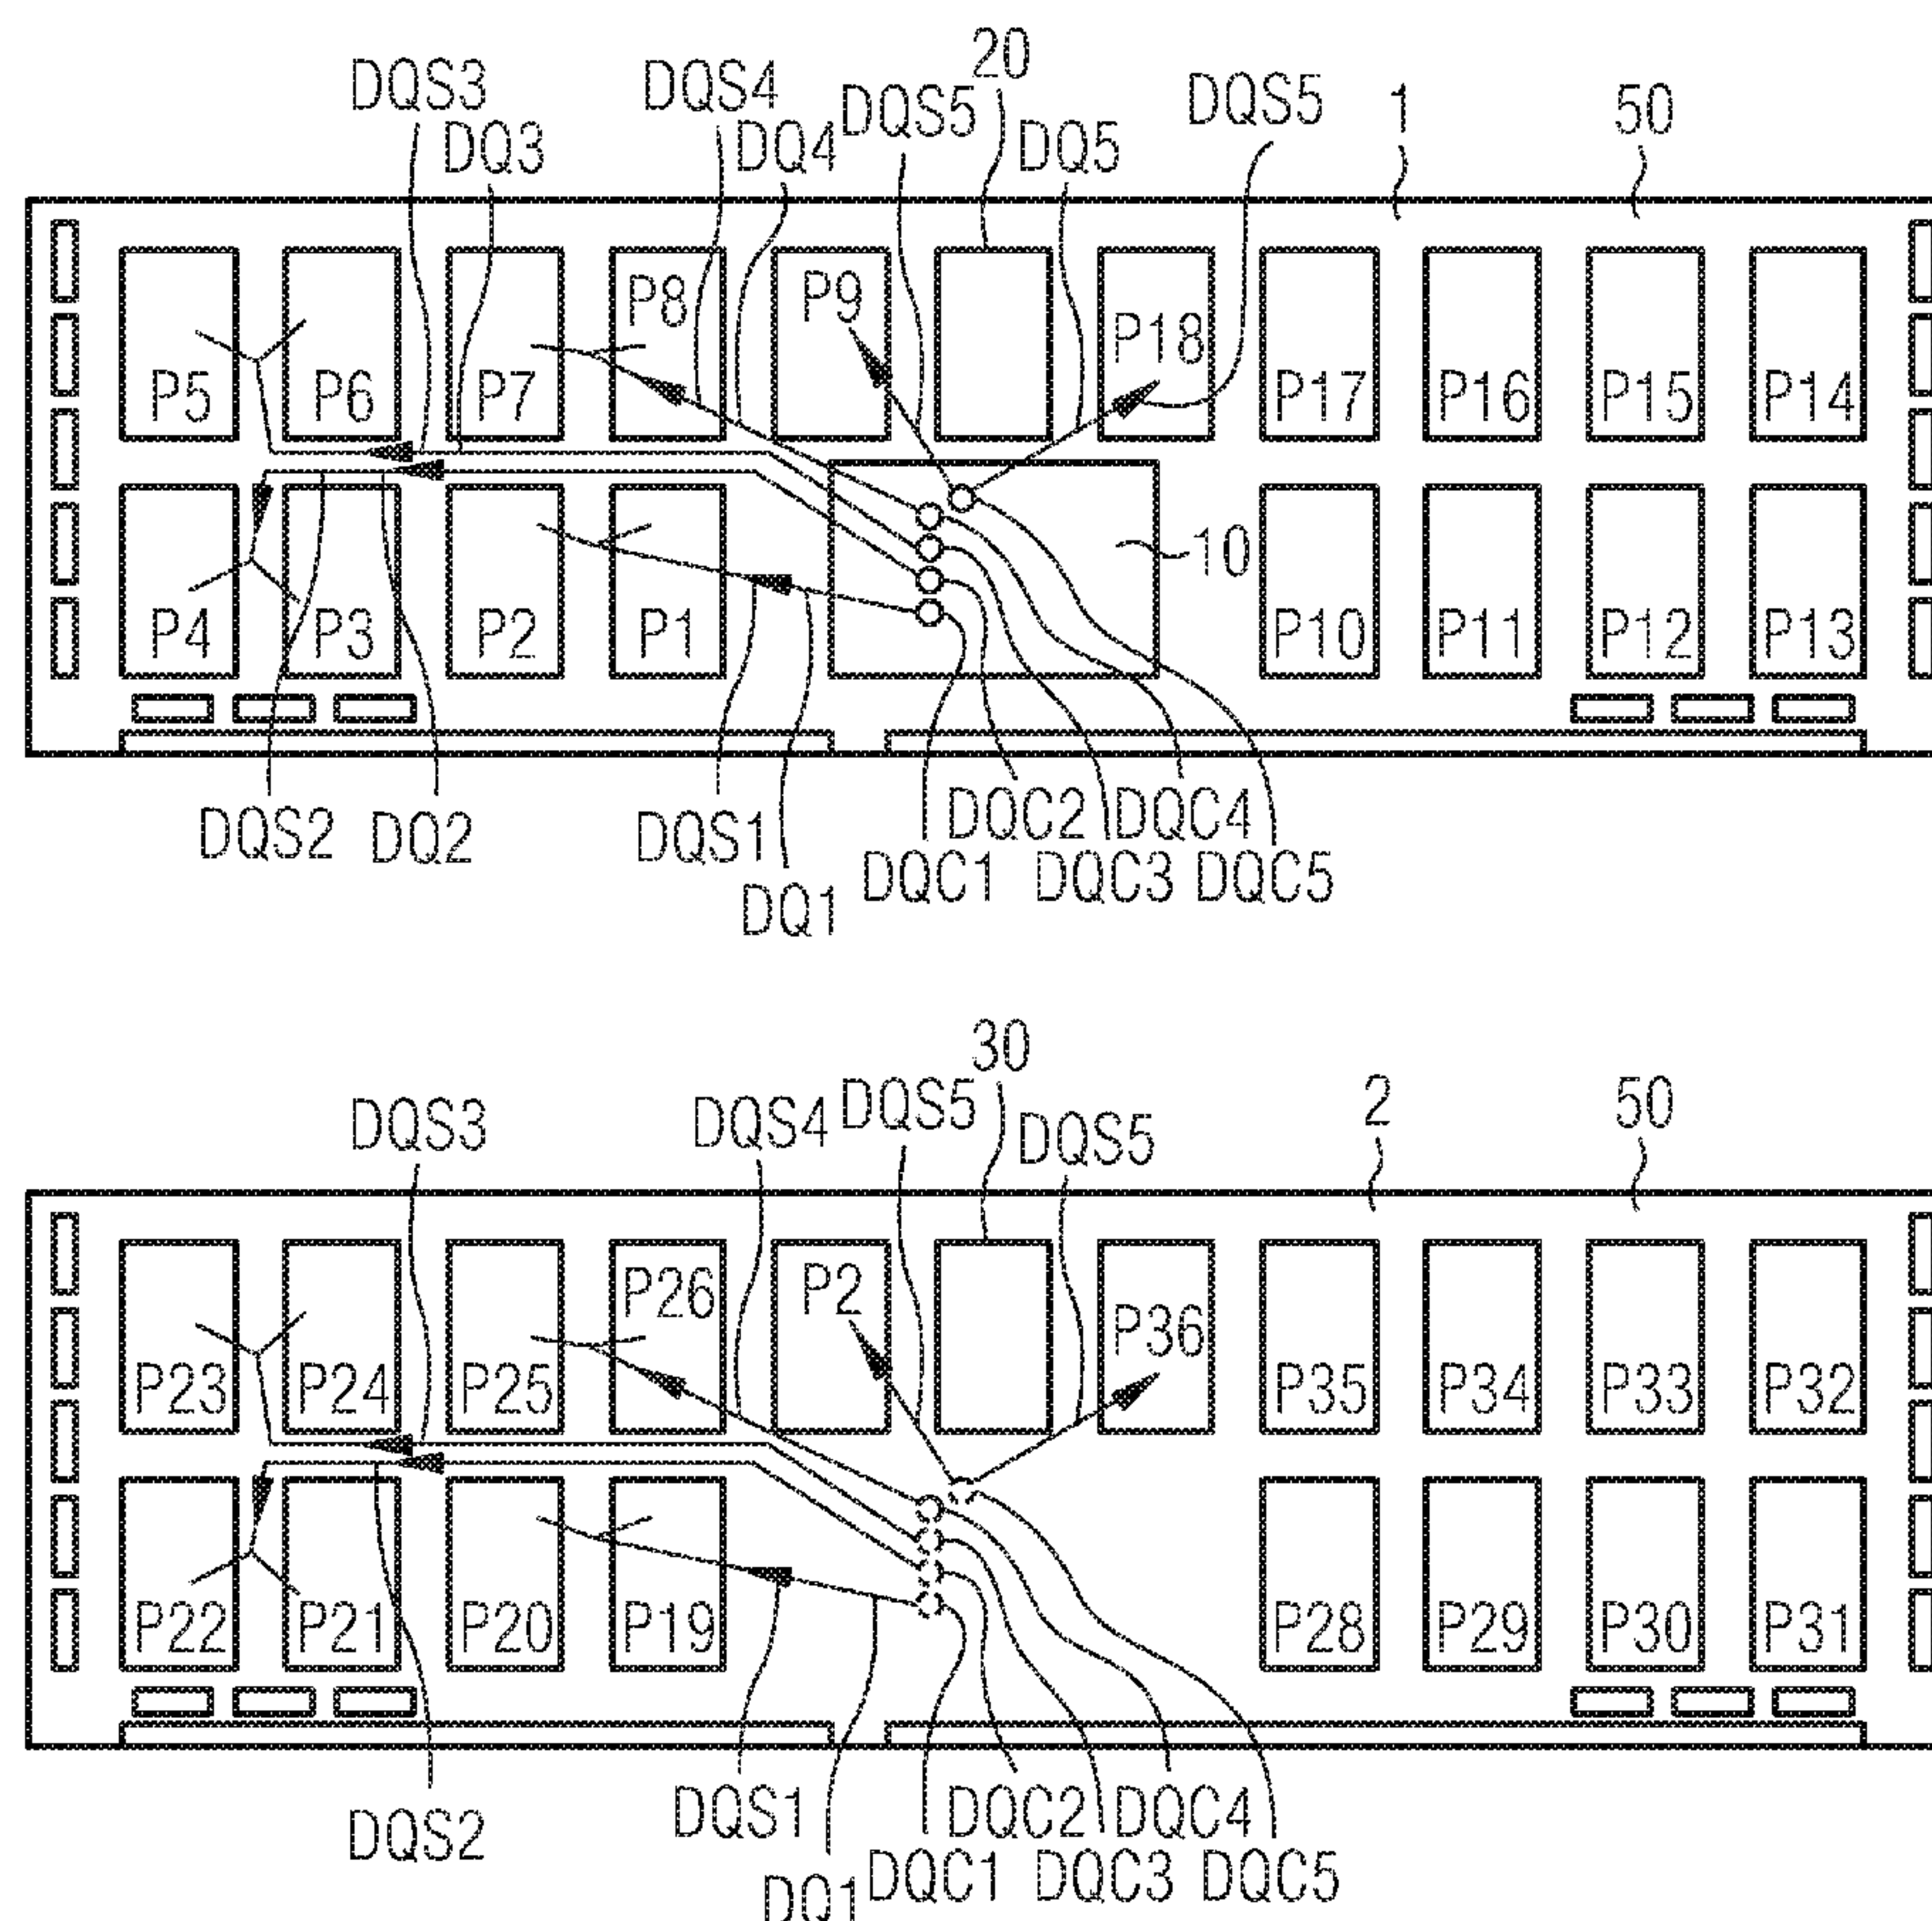 20
DQS3 DQS4 DQS5 DQS5 1 50
DQ3 DQ4 DQ5
P8 P9 P18
P5 P6 P7 P17 P16 P15 P14
10
P4 P3 P2 P1 P10 P11 P12 P13
DQS2 DQ2 DQS1 DQC2 DQC4
DQ1 DQC1 DQC3 DQC5
30
DQS3 DQS4 DQS5 DQS5 2 50
P26 P2 P36
P23 P24 P25 P35 P34 P33 P32
P22 P21 P20 P19 P28 P29 P30 P31
DQS2 DQS1 DQC2 DQC4
DQ1 DQC1 DQC3 DQC5